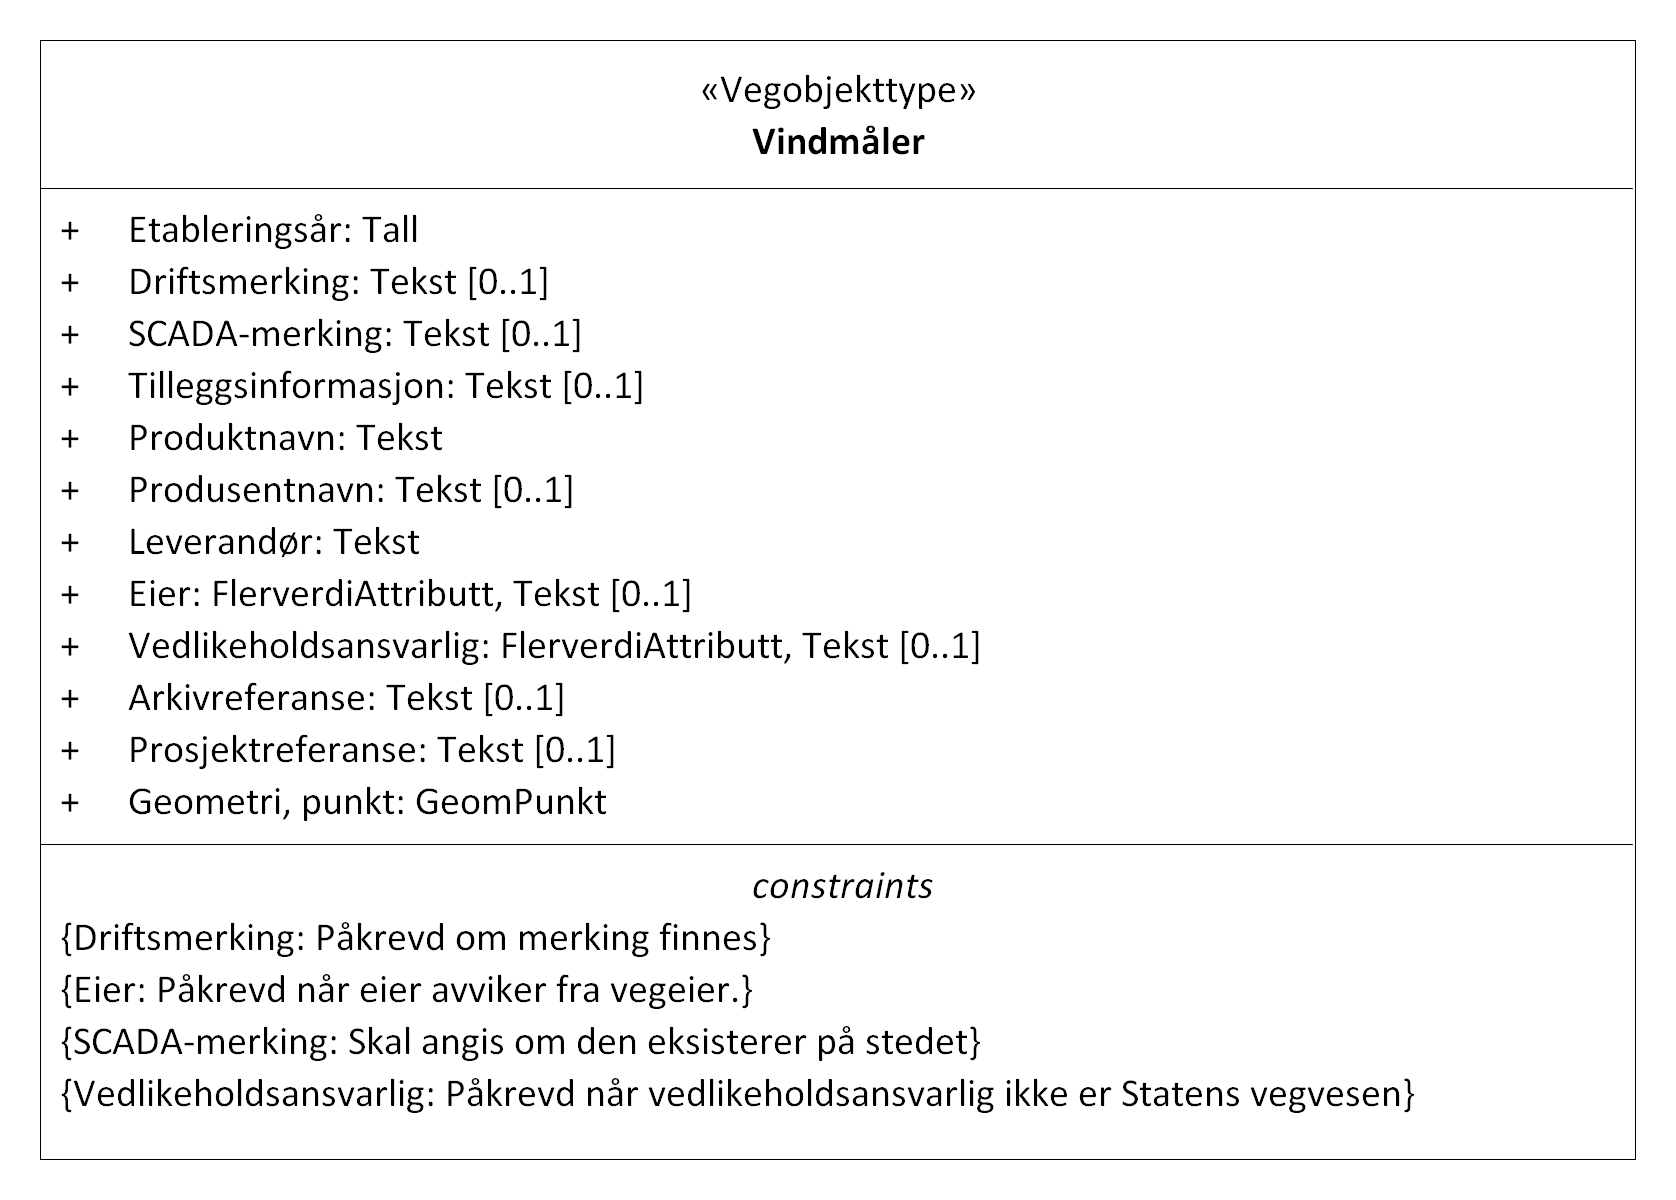 «Vegobjekttype»
Vindmåler
+ Etableringsår: Tall
+ Driftsmerking: Tekst [0..1]
+ SCADA-merking: Tekst [0..1]
+ Tilleggsinformasjon: Tekst [0..1]
+ Produktnavn: Tekst
+ Produsentnavn: Tekst [0..1]
+ Leverandør: Tekst
+ Eier: FlerverdiAttributt, Tekst [0..1]
+ Vedlikeholdsansvarlig: FlerverdiAttributt, Tekst [0..1]
+ Arkivreferanse: Tekst [0..1]
+ Prosjektreferanse: Tekst [0..1]
+ Geometri, punkt: GeomPunkt
constraints
{Driftsmerking: Påkrevd om merking finnes}
{Eier: Påkrevd når eier avviker fra vegeier.}
{SCADA-merking: Skal angis om den eksisterer på stedet}
{Vedlikeholdsansvarlig: Påkrevd når vedlikeholdsansvarlig ikke er Statens vegvesen}